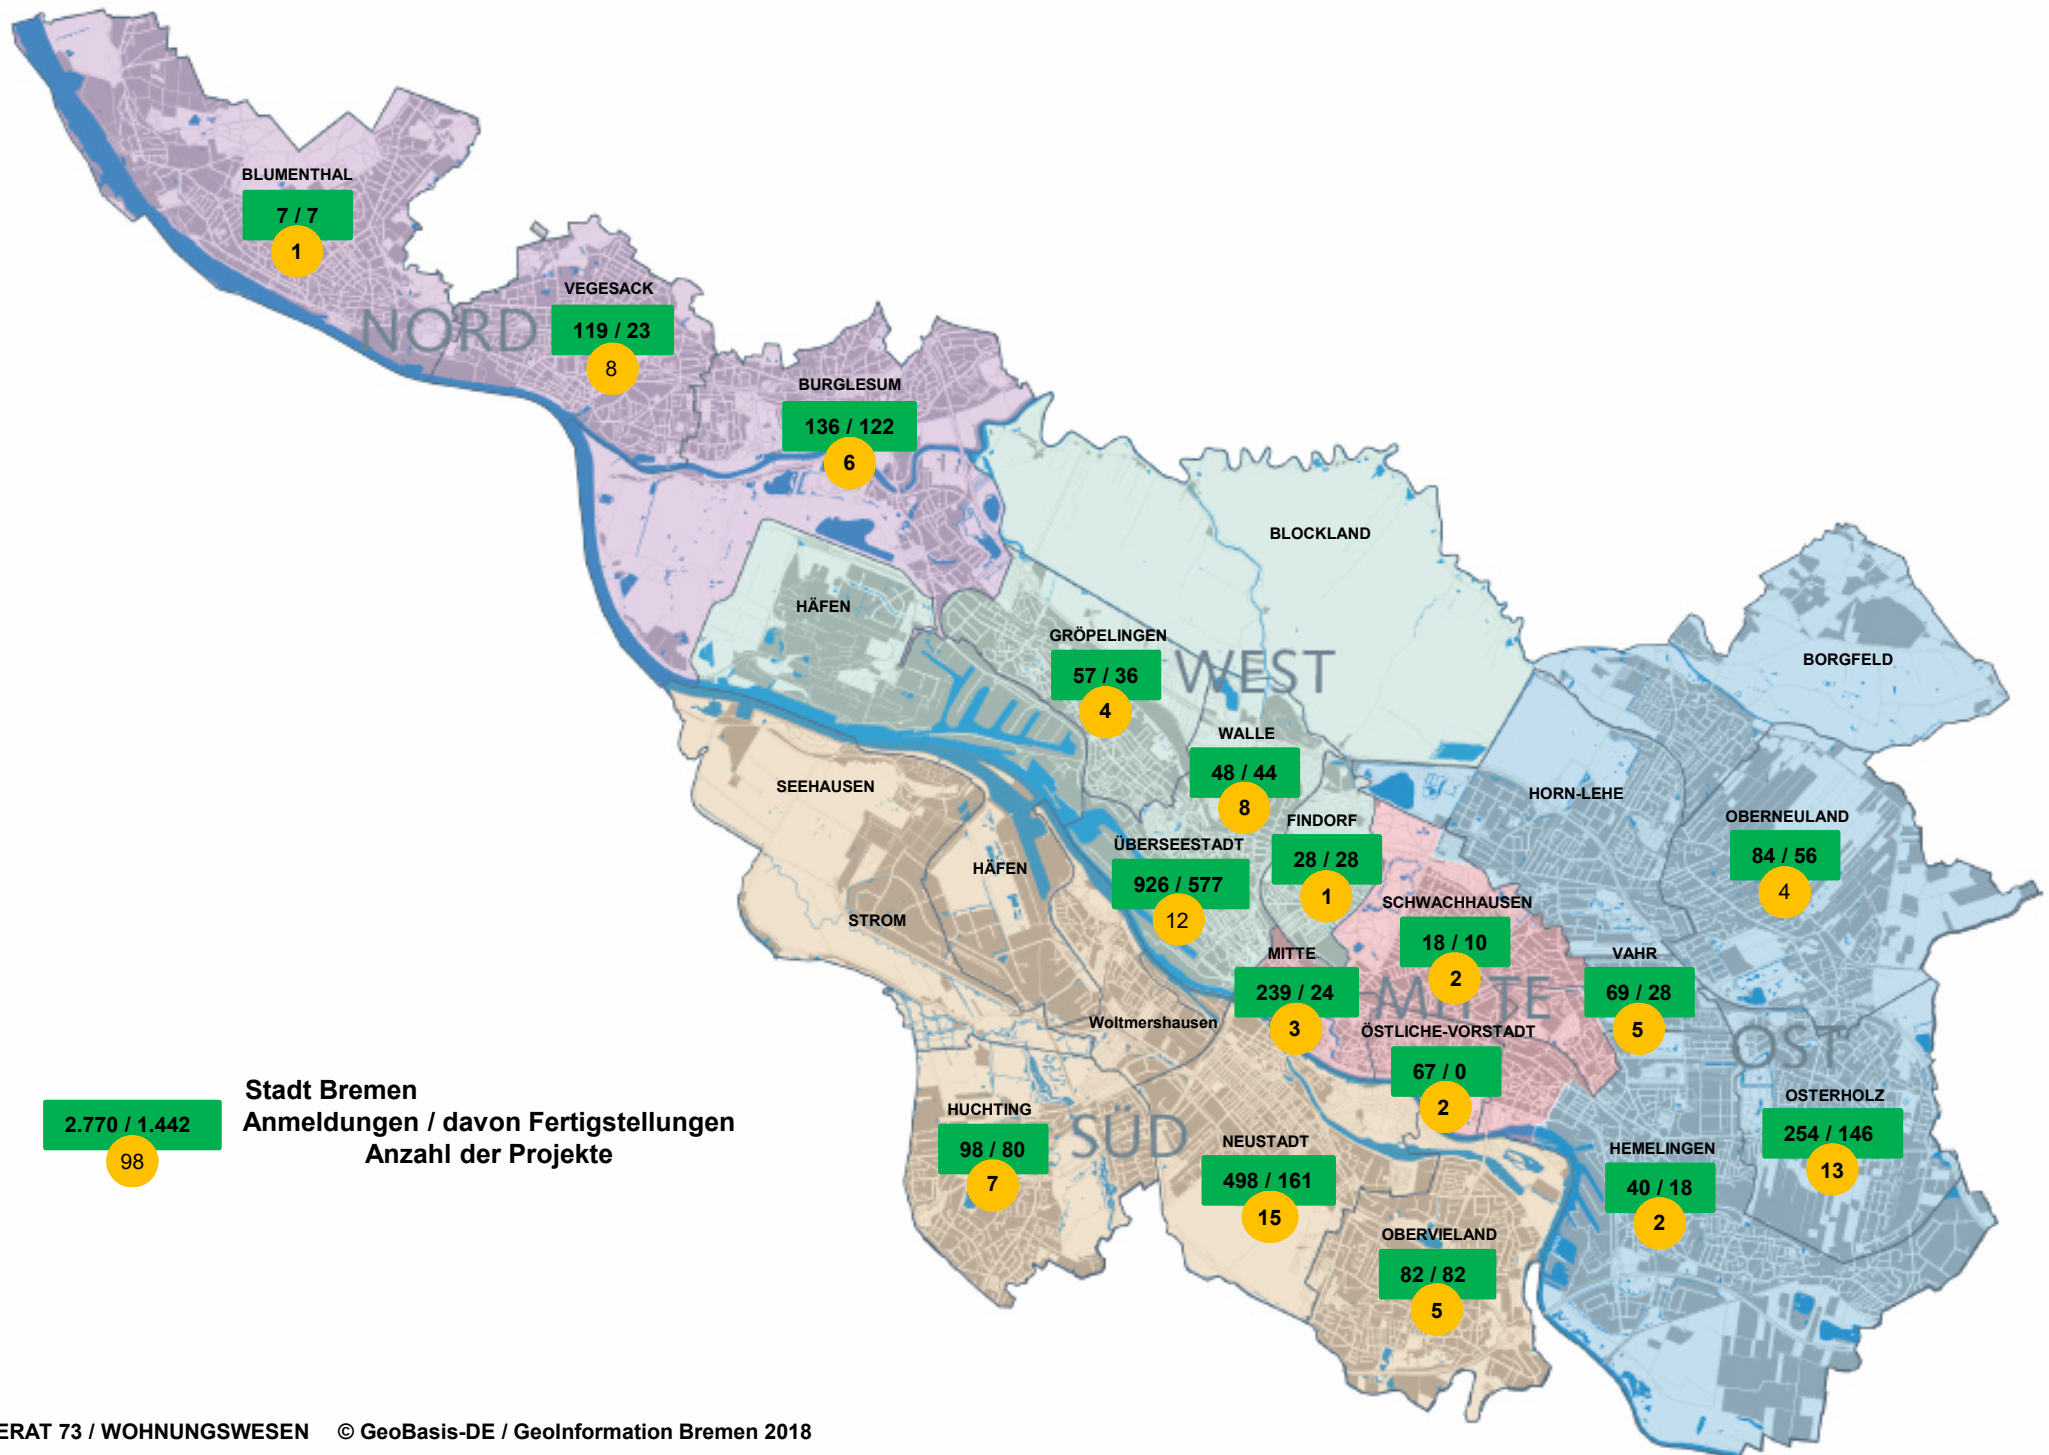 BLUMENTHAL
7 / 7
1
VEGESACK
NORD
119 / 23
8
BURGLESUM
136 / 122
6
BLOCKLAND
HÄFEN
GRÖPELINGEN
WEST
57 / 36
4
BORGFELD
WALLE
48 / 44
8
SEEHAUSEN
HORN-LEHE
FINDORF
28 / 28
1
OBERNEULAND
84 / 56
4
ÜBERSEESTADT
926 / 577
12
HÄFEN
STROM
SCHWACHHAUSEN
18 / 10
2
MITTE
MITTE
239 / 24
3
VAHR
69 / 28
5
Woltmershausen
ÖSTLICHE-VORSTADT
67 / 0
2
OST
OSTERHOLZ
254 / 146
13
HUCHTING
98 / 80
7
SÜD
NEUSTADT
498 / 161
15
HEMELINGEN
40 / 18
2
OBERVIELAND
82 / 82
5
Stadt Bremen
2.770 / 1.442
Anmeldungen / davon Fertigstellungen
98
Anzahl der Projekte
ERAT 73 / WOHNUNGSWESEN © GeoBasis-DE / GeoInformation Bremen 2018